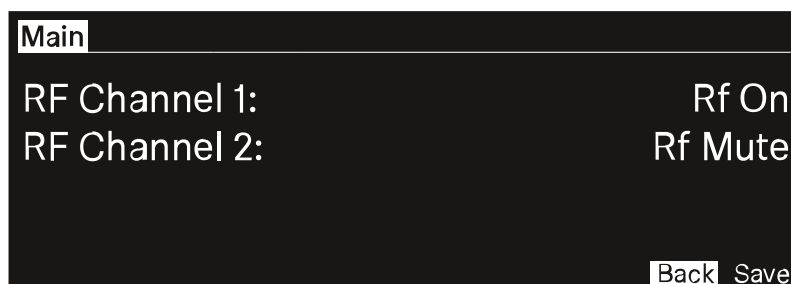 Main
RF Channel 1: Rf On
RF Channel 2: Rf Mute
Back Save